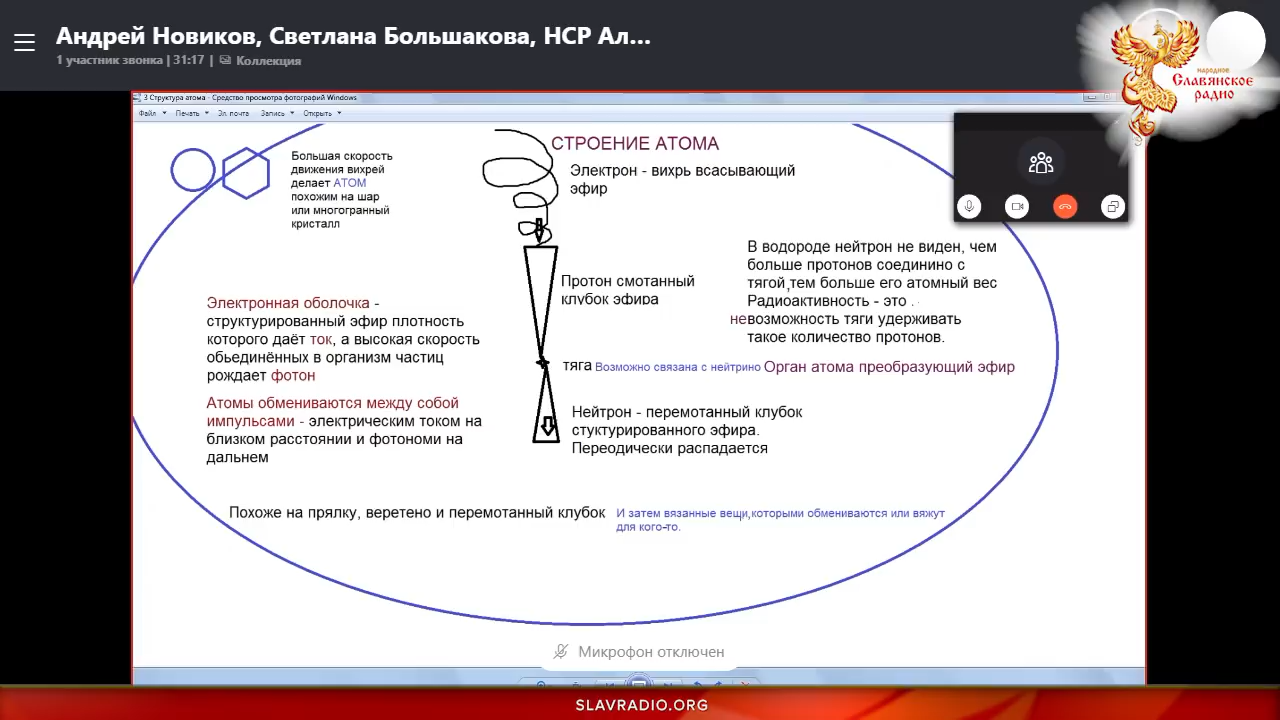 Андрей Новиков, Светлана Большакова, НСР Ал...
1 участник звонка | 31:17 | Коллекция
народное
Славянское
радио
3 Структура атома - Средство просмотра фотографий Windows
Файл Печать Эл. почта Запись Открыть
СТРОЕНИЕ АТОМА
Большая скорость
движения вихрей
делает АТОМ
похожим на шар
или многогранный
кристалл
Электрон - вихрь всасывающий
эфир
Протон смотанный
клубок эфира
В водороде нейтрон не виден, чем
больше протонов соединино с
тягой,тем больше его атомный вес
Радиоактивность - это .
невозможность тяги удерживать
такое количество протонов.
Электронная оболочка -
структурированный эфир плотность
которого даёт ток, а высокая скорость
обьединённых в организм частиц
рождает фотон
тяга Возможно связана с нейтрино Орган атома преобразующий эфир
Атомы обмениваются между собой
импульсами - электрическим током на
близком расстоянии и фотономи на
дальнем
Нейтрон - перемотанный клубок
стуктурированного эфира.
Переодически распадается
Похоже на прялку, веретено и перемотанный клубок
И затем вязанные вещи,которыми обмениваются или вяжут
для кого-то.
Микрофон отключен
SLAVRADIO.ORG